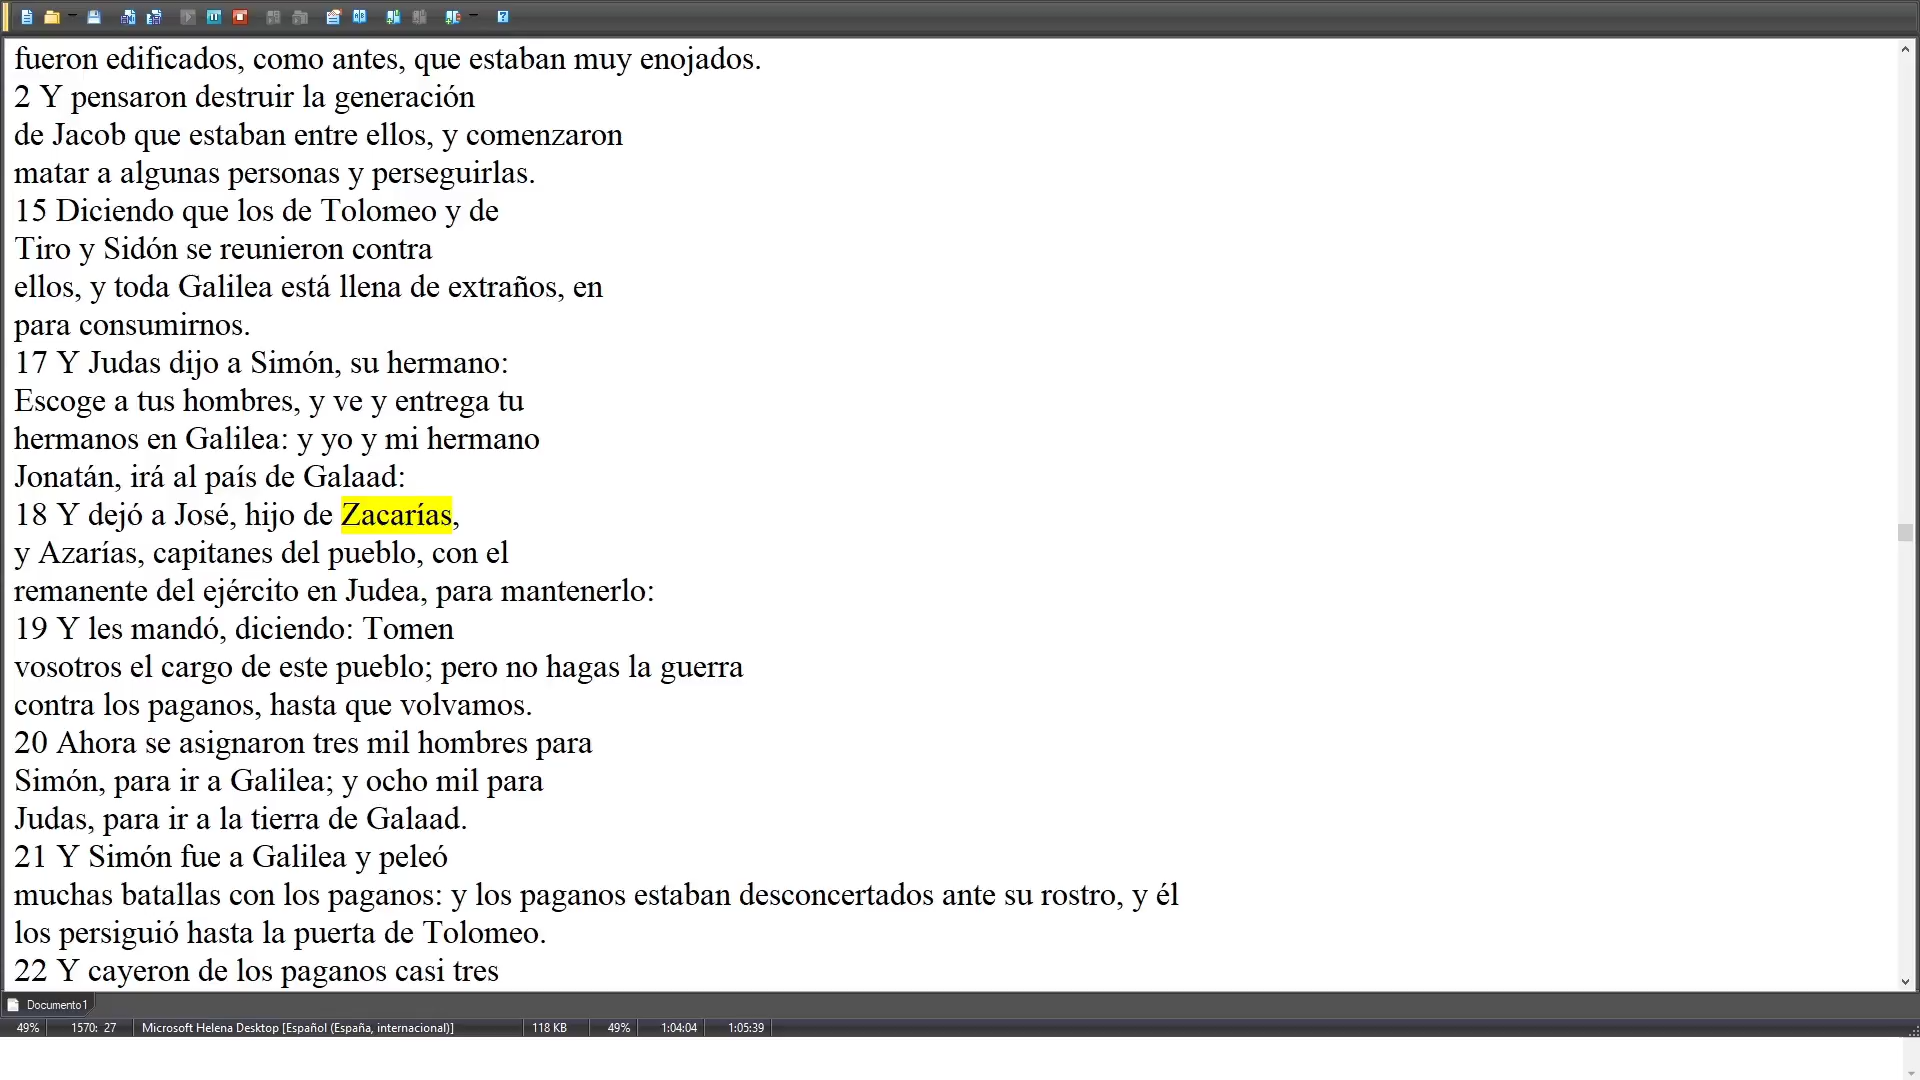 fueron edificados, como antes, que estaban muy enojados.
2 Y pensaron destruir la generación
de Jacob que estaban entre ellos, y comenzaron
matar a algunas personas y perseguirlas.
15 Diciendo que los de Tolomeo y de
Tiro y Sidón se reunieron contra
ellos, y toda Galilea está llena de extraños, en
para consumirnos.
17 Y Judas dijo a Simón, su hermano:
Escoge a tus hombres, y ve y entrega tu
hermanos en Galilea: y yo y mi hermano
Jonatán, irá al país de Galaad:
18 Y dejó a José, hijo de Zacarías,
y Azarías, capitanes del pueblo, con el
remanente del ejército en Judea, para mantenerlo:
19 Y les mandó, diciendo: Tomen
vosotros el cargo de este pueblo; pero no hagas la guerra
contra los paganos, hasta que volvamos.
20 Ahora se asignaron tres mil hombres para
Simón, para ir a Galilea; y ocho mil para
Judas, para ir a la tierra de Galaad.
21 Y Simón fue a Galilea y peleó
muchas batallas con los paganos: y los paganos estaban desconcertados ante su rostro, y él
los persiguió hasta la puerta de Tolomeo.
22 Y cayeron de los paganos casi tres
Documento1
49% 1570: 27 Microsoft Helena Desktop [Español (España, internacional)] 118 KB 49% 1:04:04 1:05:39